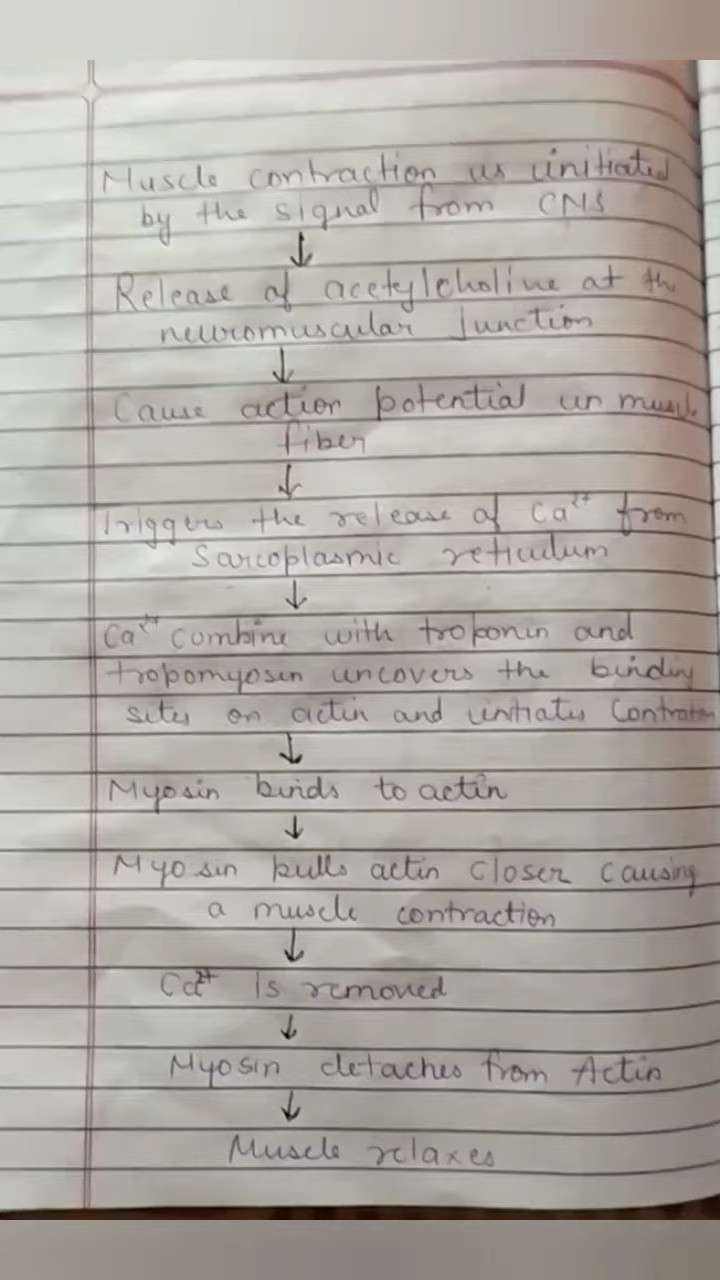 Muscle contraction is initiated
by the signal from CNS
↓
Release of acetylcholine at the
neuromuscular junction
↓
Cause action potential in muscle
fiber
↓
Triggers the release of Ca²⁺ from
Sarcoplasmic reticulum
↓
Ca²⁺ combine with troponin and
tropomyosin uncovers the binding
sites on actin and initiates Contraction
↓
Myosin binds to actin
↓
Myosin pulls actin closer causing
a muscle contraction
↓
Ca²⁺ is removed
↓
Myosin detaches from Actin
↓
Muscle relaxes